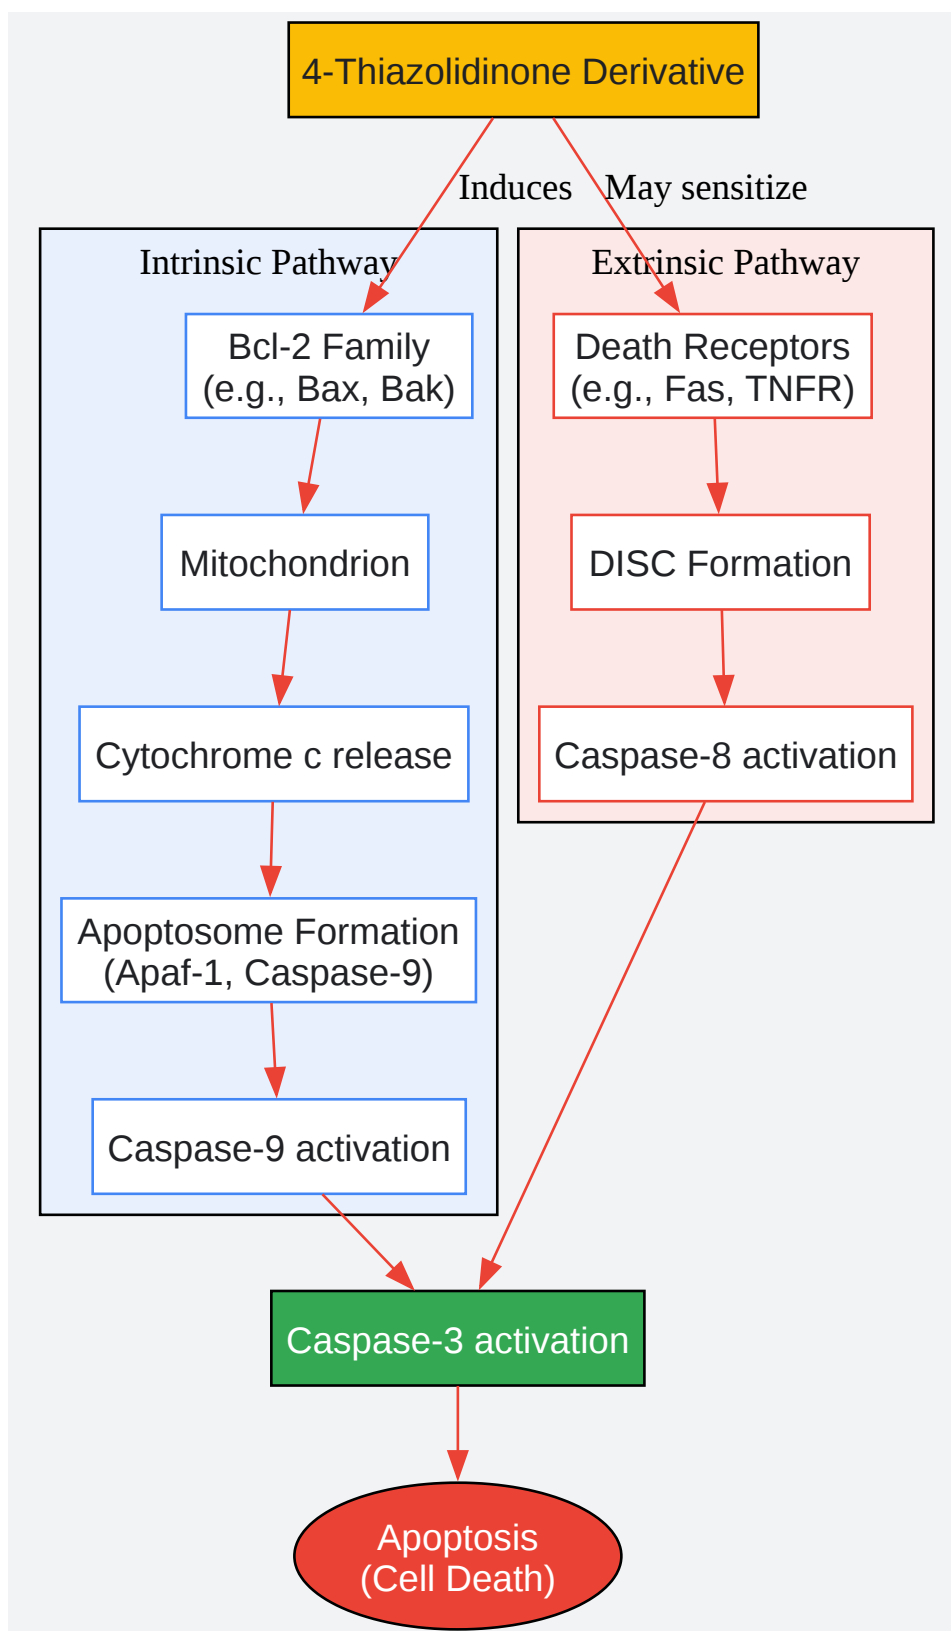 4-Thiazolidinone Derivative
Induces
May sensitize
Intrinsic Pathway
Bcl-2 Family
(e.g., Bax, Bak)
Mitochondrion
Cytochrome c release
Apoptosome Formation
(Apaf-1, Caspase-9)
Caspase-9 activation
Extrinsic Pathway
Death Receptors
(e.g., Fas, TNFR)
DISC Formation
Caspase-8 activation
Caspase-3 activation
Apoptosis
(Cell Death)